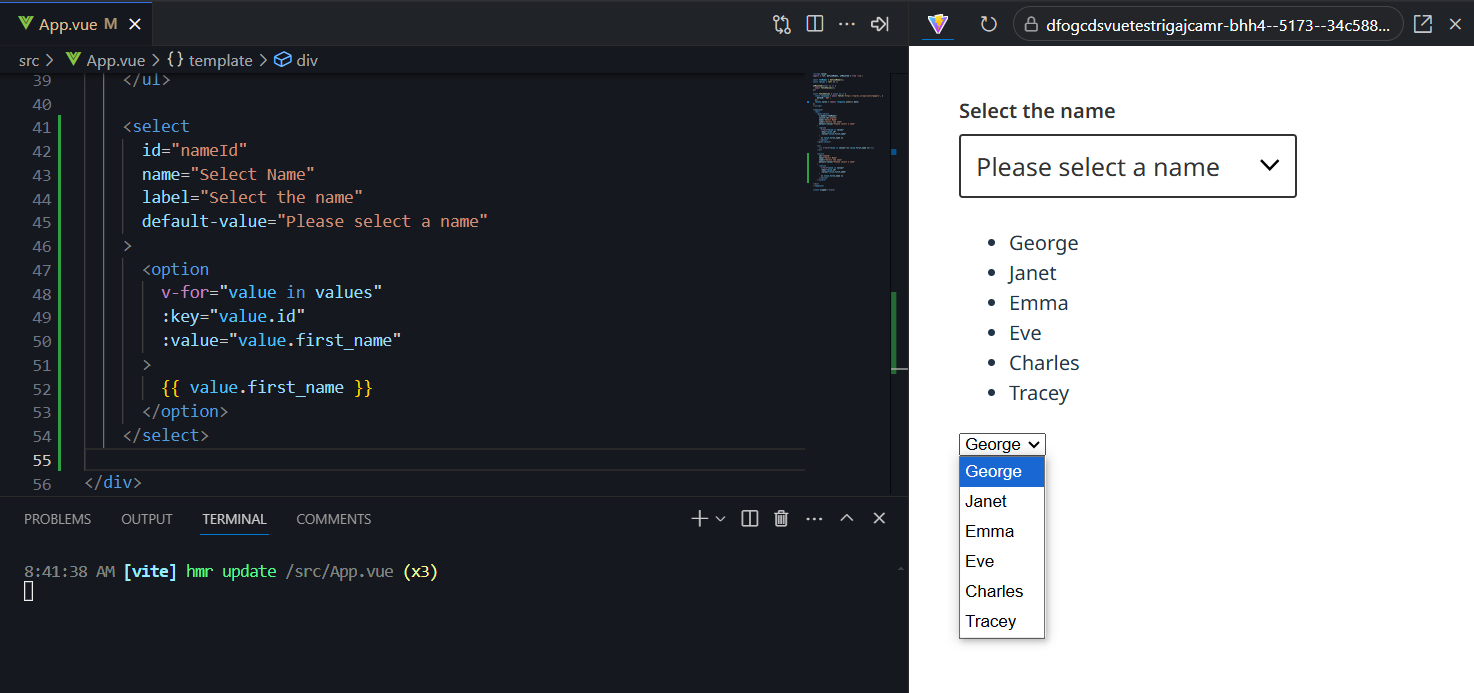 App.vue M
dfogcdsvuetestrigajcamr-bhh4--5173--34c588...
src > App.vue > {} template > div
39 </ul>
40
41 <select
42 id="nameId"
43 name="Select Name"
44 label="Select the name"
45 default-value="Please select a name"
46 >
47 <option
48 v-for="value in values"
49 :key="value.id"
50 :value="value.first_name"
51 >
52 {{ value.first_name }}
53 </option>
54 </select>
55
56 </div>
PROBLEMS OUTPUT TERMINAL COMMENTS
8:41:38 AM [vite] hmr update /src/App.vue (x3)
Select the name
Please select a name
• George
• Janet
• Emma
• Eve
• Charles
• Tracey
George
George
Janet
Emma
Eve
Charles
Tracey